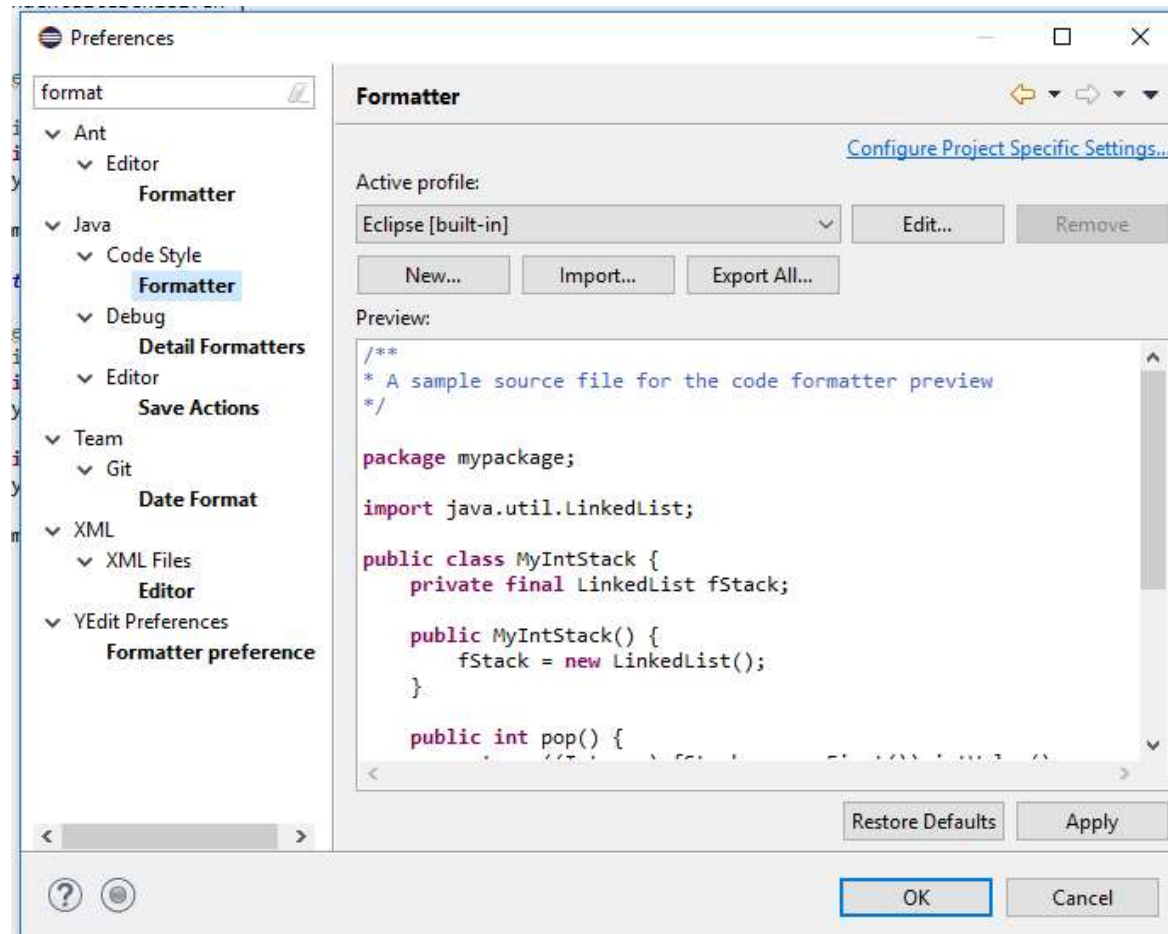 Preferences
format
Formatter
Configure Project Specific Settings...
Ant
Editor
Formatter
Java
Code Style
Formatter
Debug
Detail Formatters
Editor
Save Actions
Team
Git
Date Format
XML
XML Files
Editor
YEdit Preferences
Formatter preference
Active profile:
Eclipse [built-in]
Edit...
Remove
New...
Import...
Export All...
Preview:
/**
* A sample source file for the code formatter preview
*/
package mypackage;
import java.util.LinkedList;
public class MyIntStack {
private final LinkedList fStack;
public MyIntStack() {
fStack = new LinkedList();
}
public int pop() {
Restore Defaults
Apply
OK
Cancel